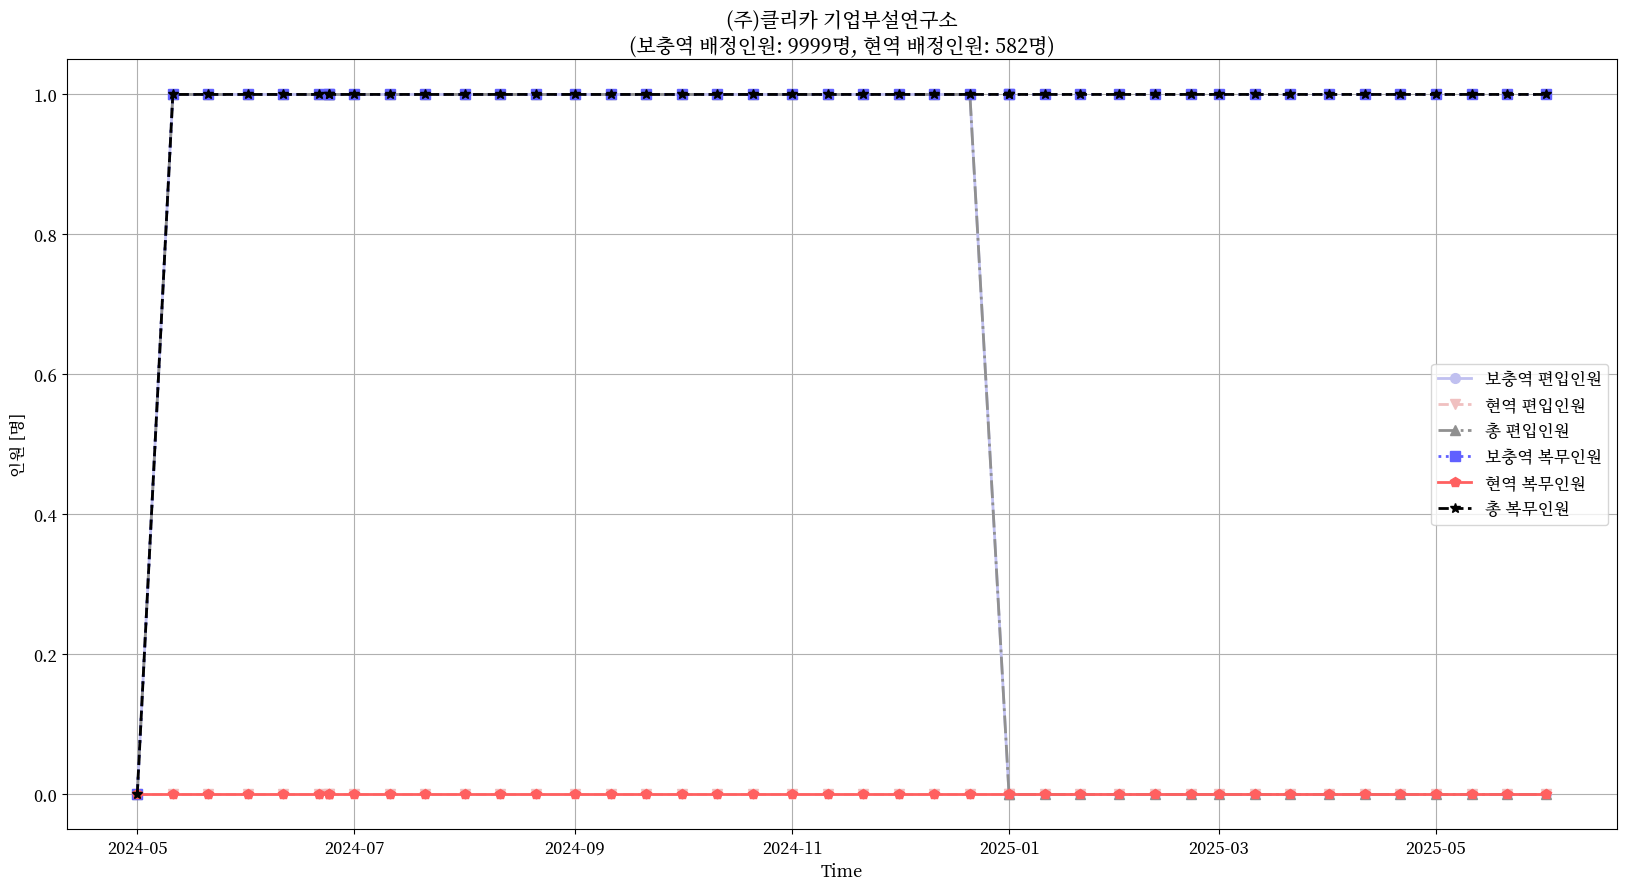 (주)클리카 기업부설연구소
(보충역 배정인원: 9999명, 현역 배정인원: 582명)
1.0
0.8
0.6
0.4
0.2
0.0
인원 [명]
보충역 편입인원
현역 편입인원
총 편입인원
보충역 복무인원
현역 복무인원
총 복무인원
2024-05 2024-07 2024-09 2024-11 2025-01 2025-03 2025-05
Time